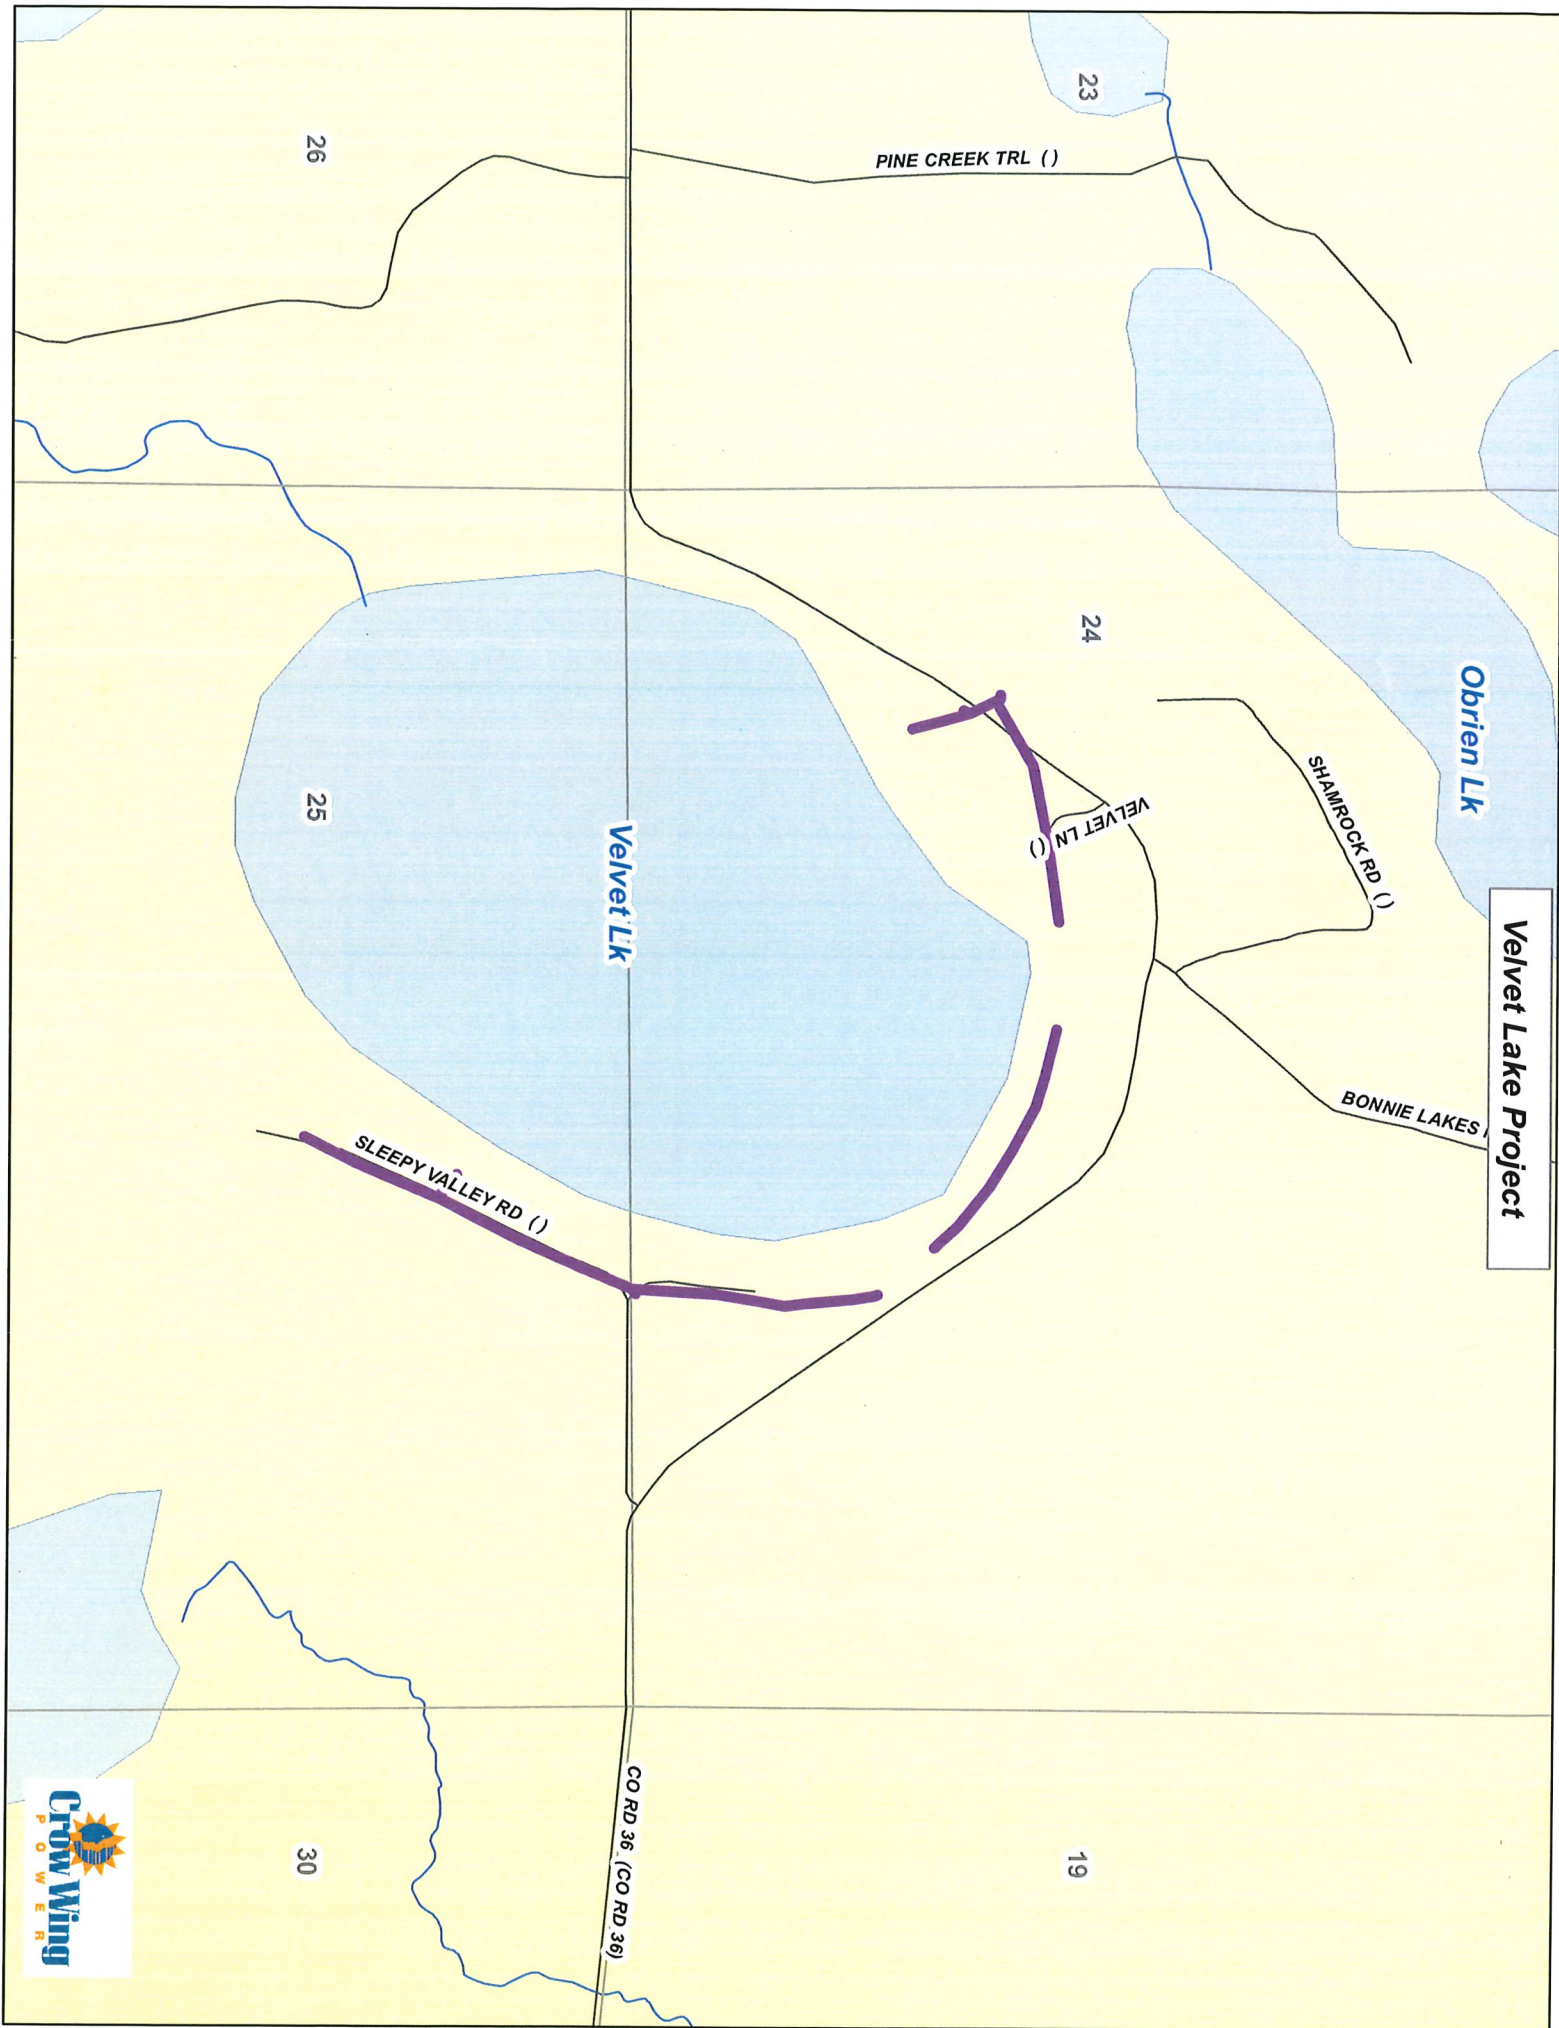 Velvet Lake Project
Obrien Lk
BONNIE LAKES
SHAMROCK RD ()
23
PINE CREEK TRL ()
24
19
VELVET LN ()
Velvet Lk
CO RD 36 (CO RD 36)
SLEEPY VALLEY RD ()
26
25
30
Crow Wing
POWER